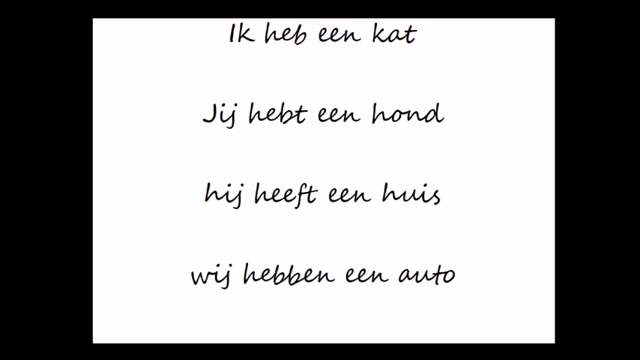 Ik heb een kat
Jij hebt een hond
hij heeft een huis
wij hebben een auto